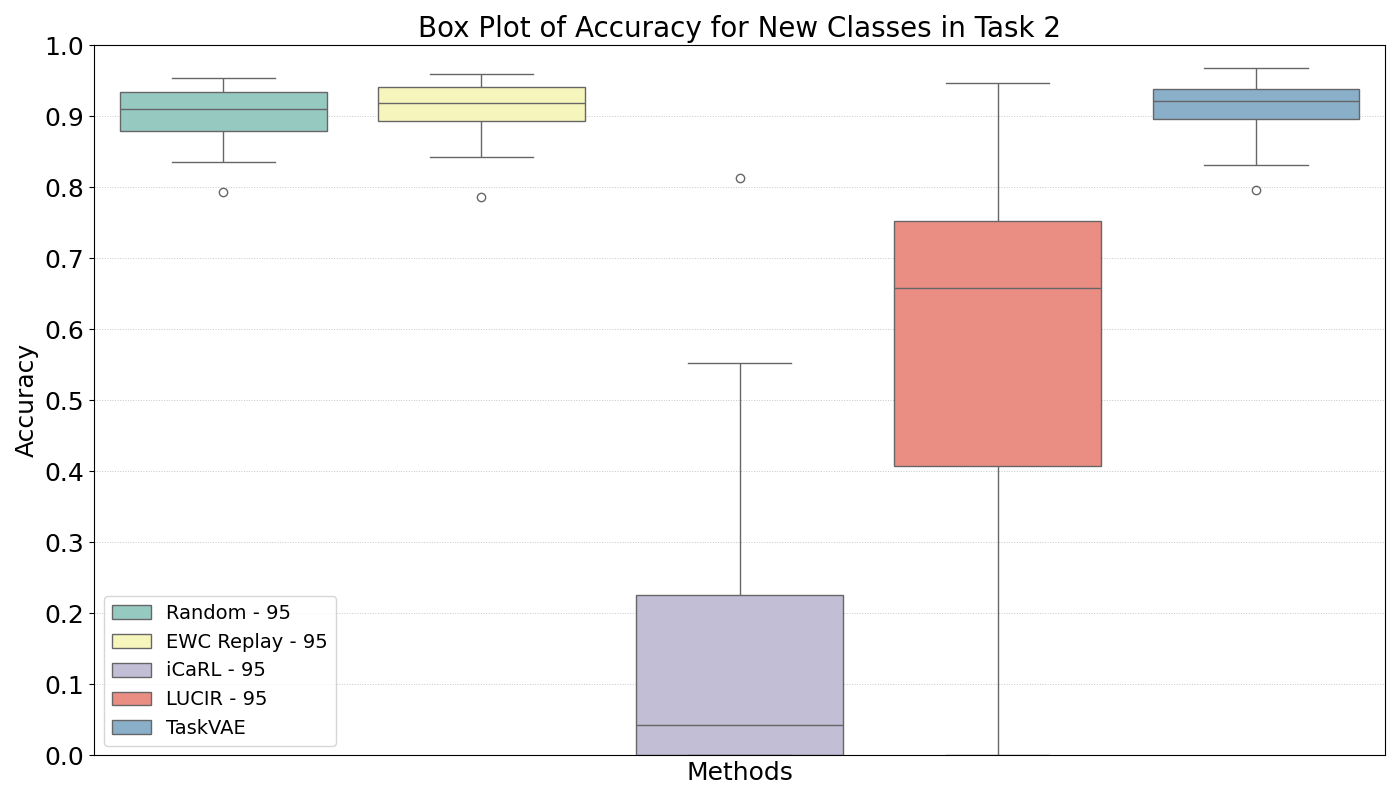 Box Plot of Accuracy for New Classes in Task 2
1.0
0.9
0.8
0.7
0.6
0.5
0.4
0.3
0.2
0.1
0.0
Accuracy
Random - 95
EWC Replay - 95
iCaRL - 95
LUCIR - 95
TaskVAE
Methods